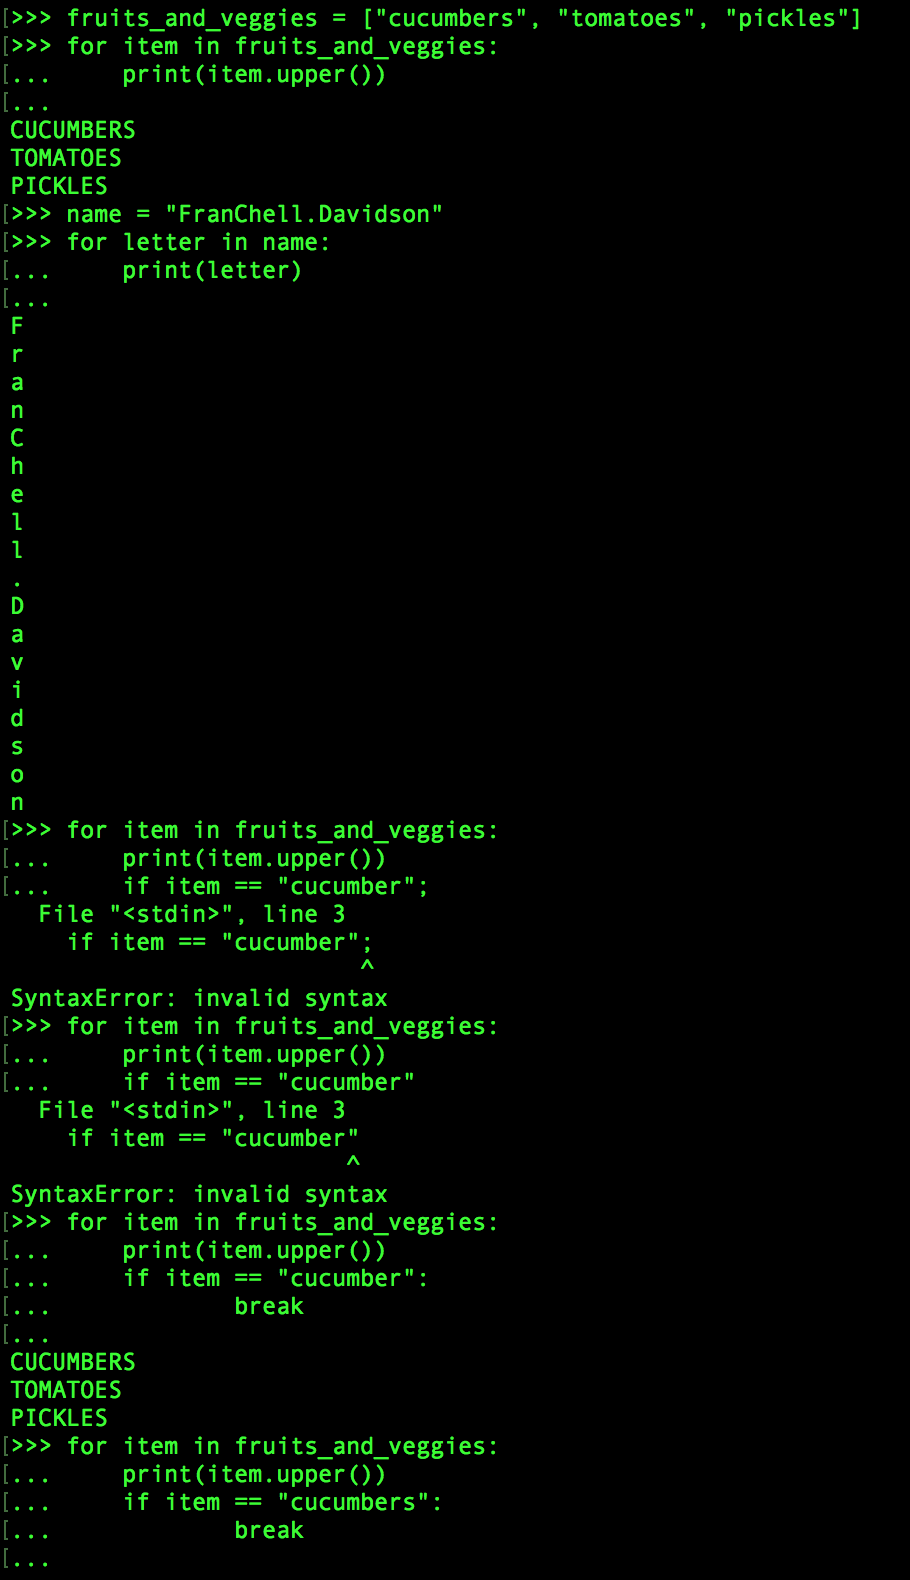 [>>> fruits_and_veggies = ["cucumbers", "tomatoes", "pickles"]
[>>> for item in fruits_and_veggies:
[...     print(item.upper())
[...
CUCUMBERS
TOMATOES
PICKLES
[>>> name = "FranChell.Davidson"
[>>> for letter in name:
[...     print(letter)
[...
F
r
a
n
C
h
e
l
l
.
D
a
v
i
d
s
o
n
[>>> for item in fruits_and_veggies:
[...     print(item.upper())
[...     if item == "cucumber";
  File "<stdin>", line 3
    if item == "cucumber";
                         ^
SyntaxError: invalid syntax
[>>> for item in fruits_and_veggies:
[...     print(item.upper())
[...     if item == "cucumber"
  File "<stdin>", line 3
    if item == "cucumber"
                        ^
SyntaxError: invalid syntax
[>>> for item in fruits_and_veggies:
[...     print(item.upper())
[...     if item == "cucumber":
[...             break
[...
CUCUMBERS
TOMATOES
PICKLES
[>>> for item in fruits_and_veggies:
[...     print(item.upper())
[...     if item == "cucumbers":
[...             break
[...